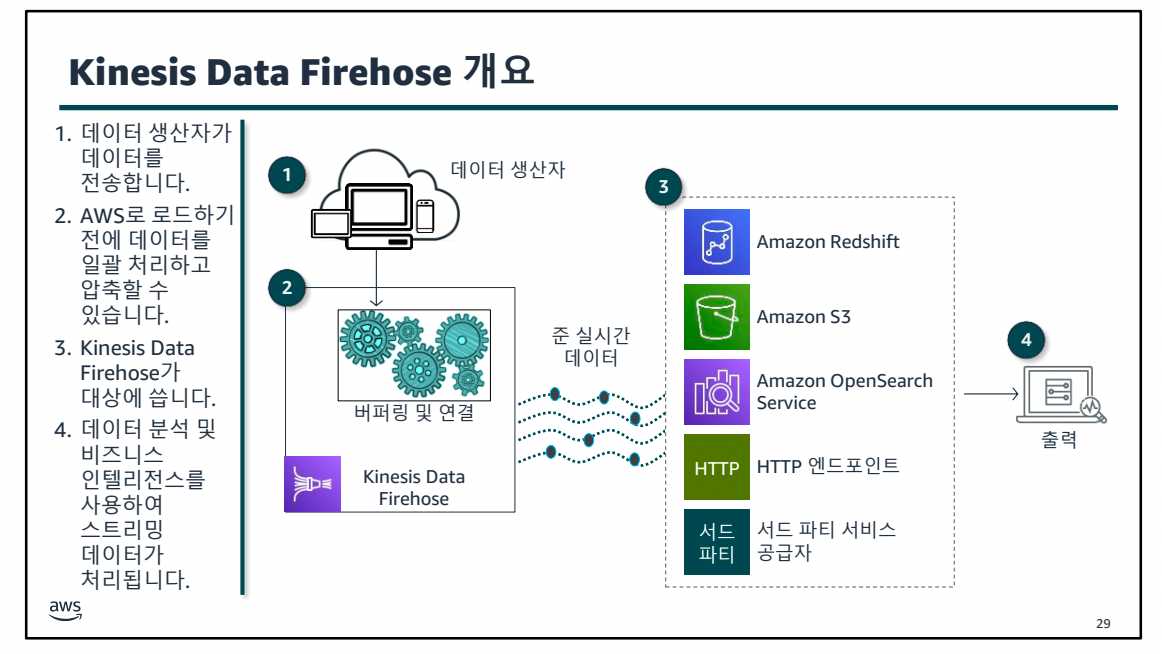 Kinesis Data Firehose 개요
1. 데이터 생산자가
데이터를
전송합니다.
2. AWS로 로드하기
전에 데이터를
일괄 처리하고
압축할 수
있습니다.
3. Kinesis Data
Firehose가
대상에 씁니다.
4. 데이터 분석 및
비즈니스
인텔리전스를
사용하여
스트리밍
데이터가
처리됩니다.
1
데이터 생산자
2
버퍼링 및 연결
Kinesis Data
Firehose
준 실시간
데이터
3
Amazon Redshift
Amazon S3
Amazon OpenSearch
Service
HTTP
HTTP 엔드포인트
서드
파티
서드 파티 서비스
공급자
4
출력
aws
29